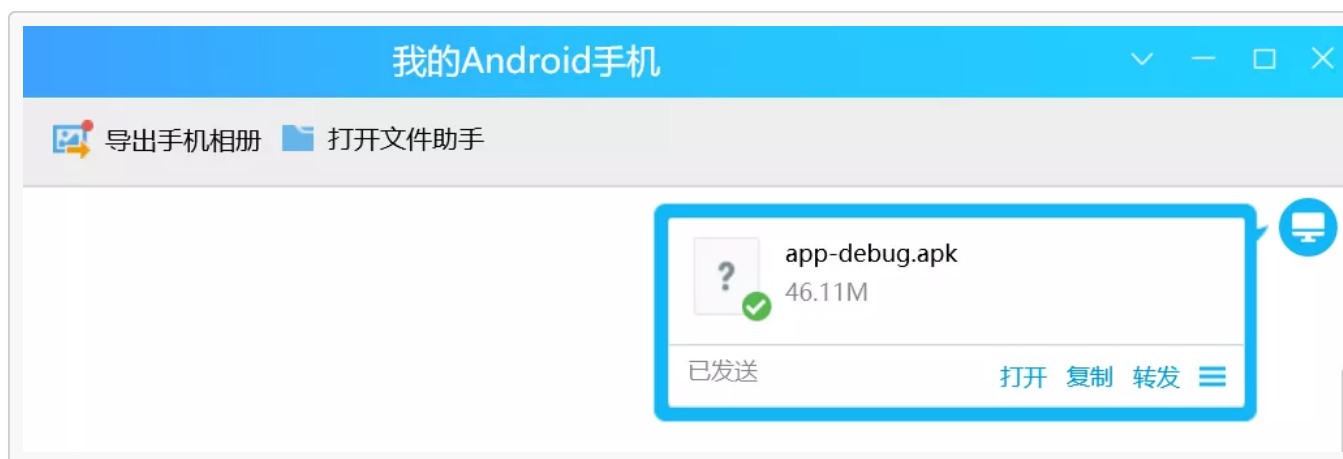 我的Android手机
导出手机相册 打开文件助手
?
app-debug.apk
46.11M
已发送 打开 复制 转发